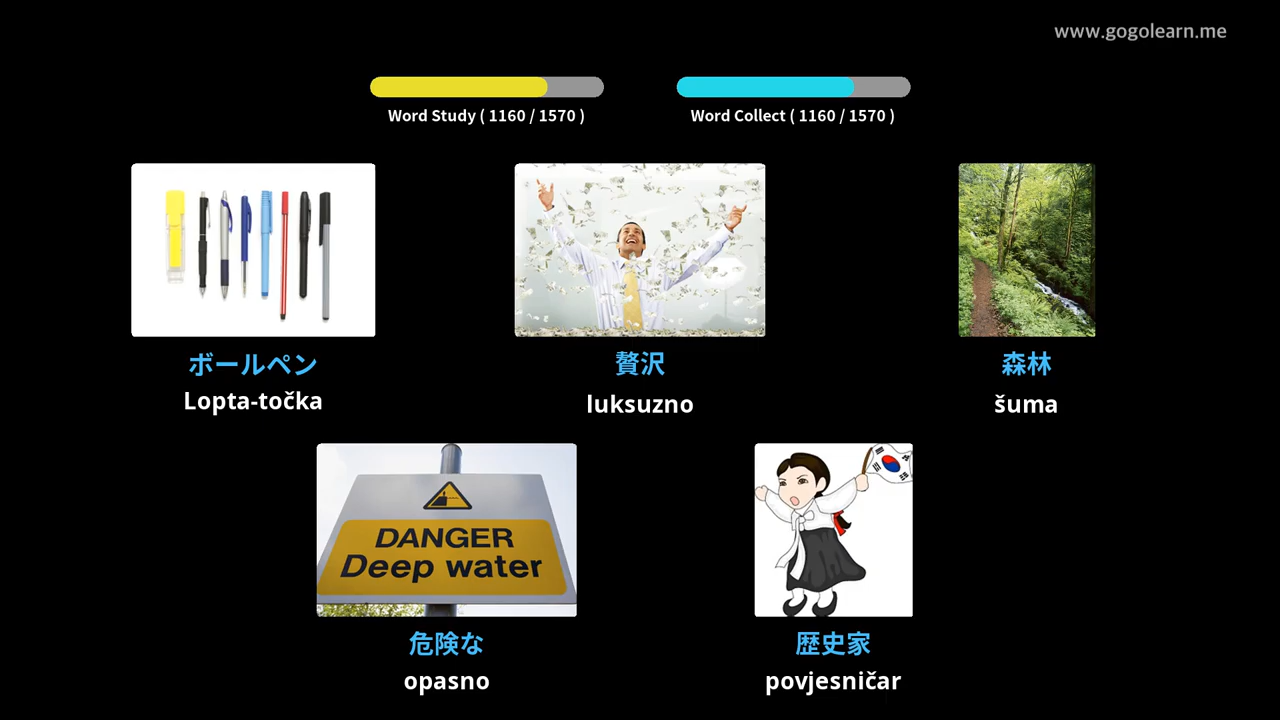 www.gogolearn.me
Word Study ( 1160 / 1570 )
Word Collect ( 1160 / 1570 )
ボールペン
Lopta-točka
贅沢
luksuzno
森林
šuma
DANGER
Deep water
危険な
opasno
歴史家
povjesničar